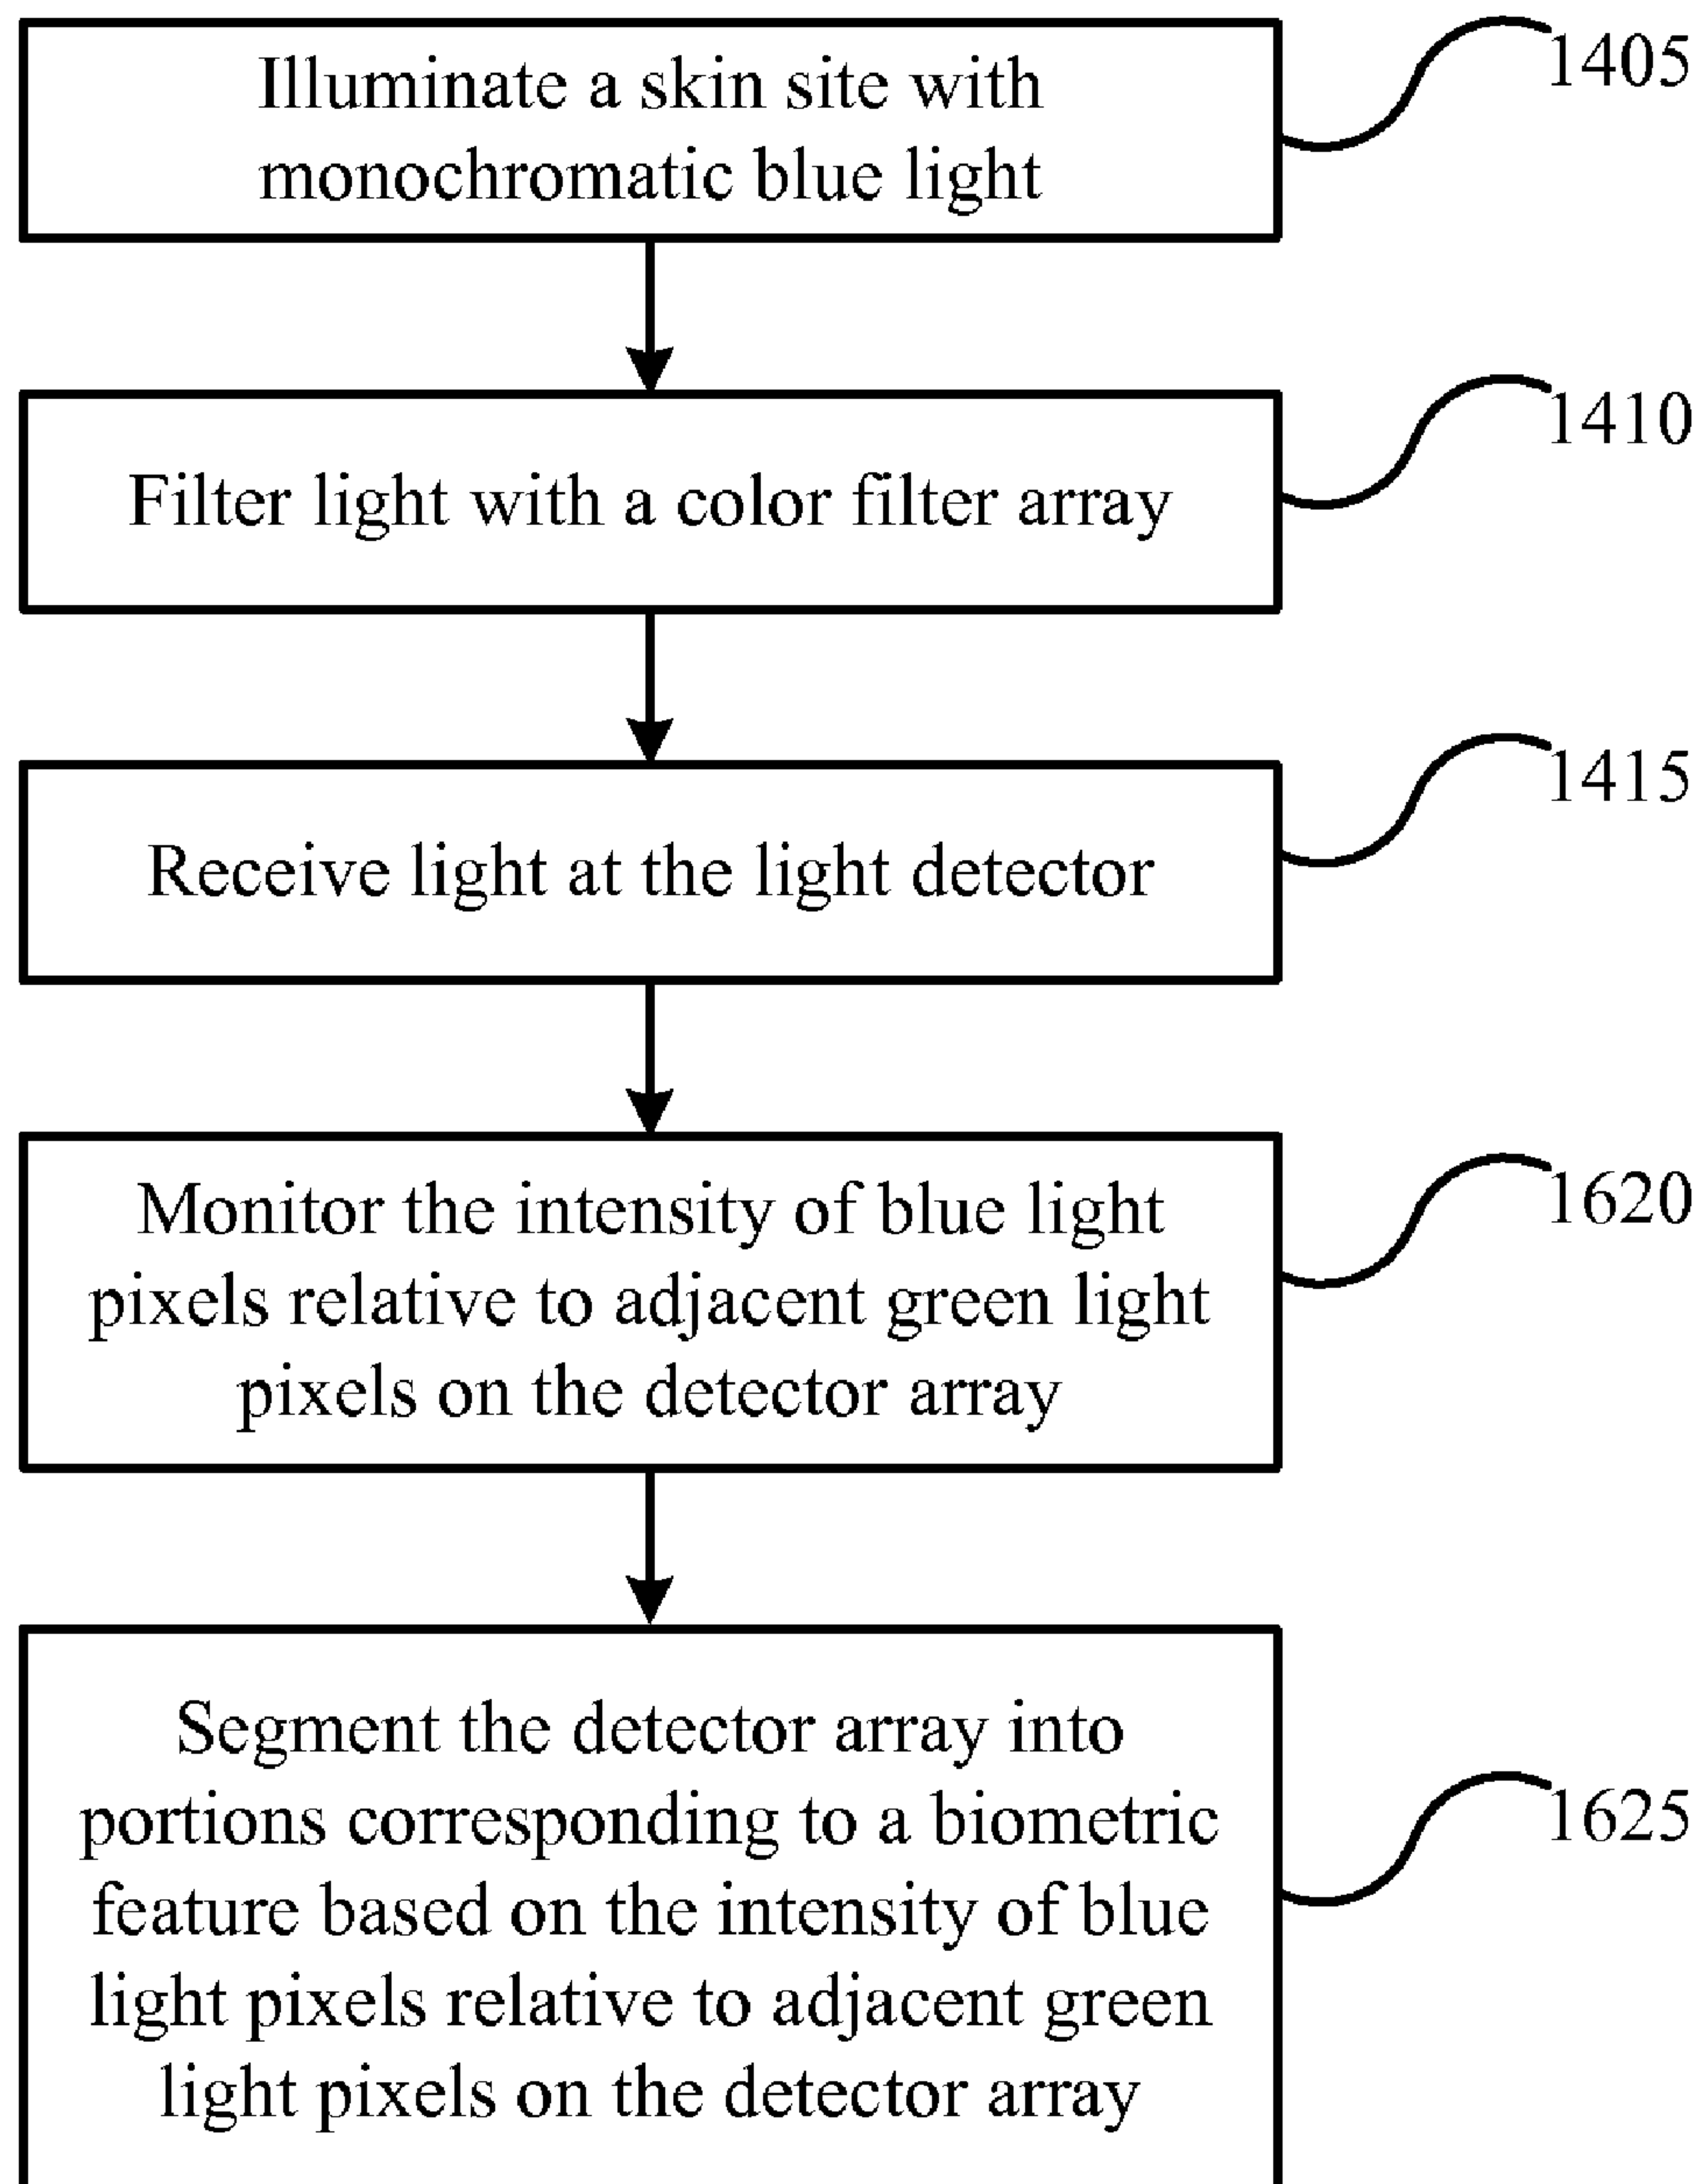 Illuminate a skin site with
monochromatic blue light
1405
Filter light with a color filter array
1410
Receive light at the light detector
1415
Monitor the intensity of blue light
pixels relative to adjacent green light
pixels on the detector array
1620
Segment the detector array into
portions corresponding to a biometric
feature based on the intensity of blue
light pixels relative to adjacent green
light pixels on the detector array
1625